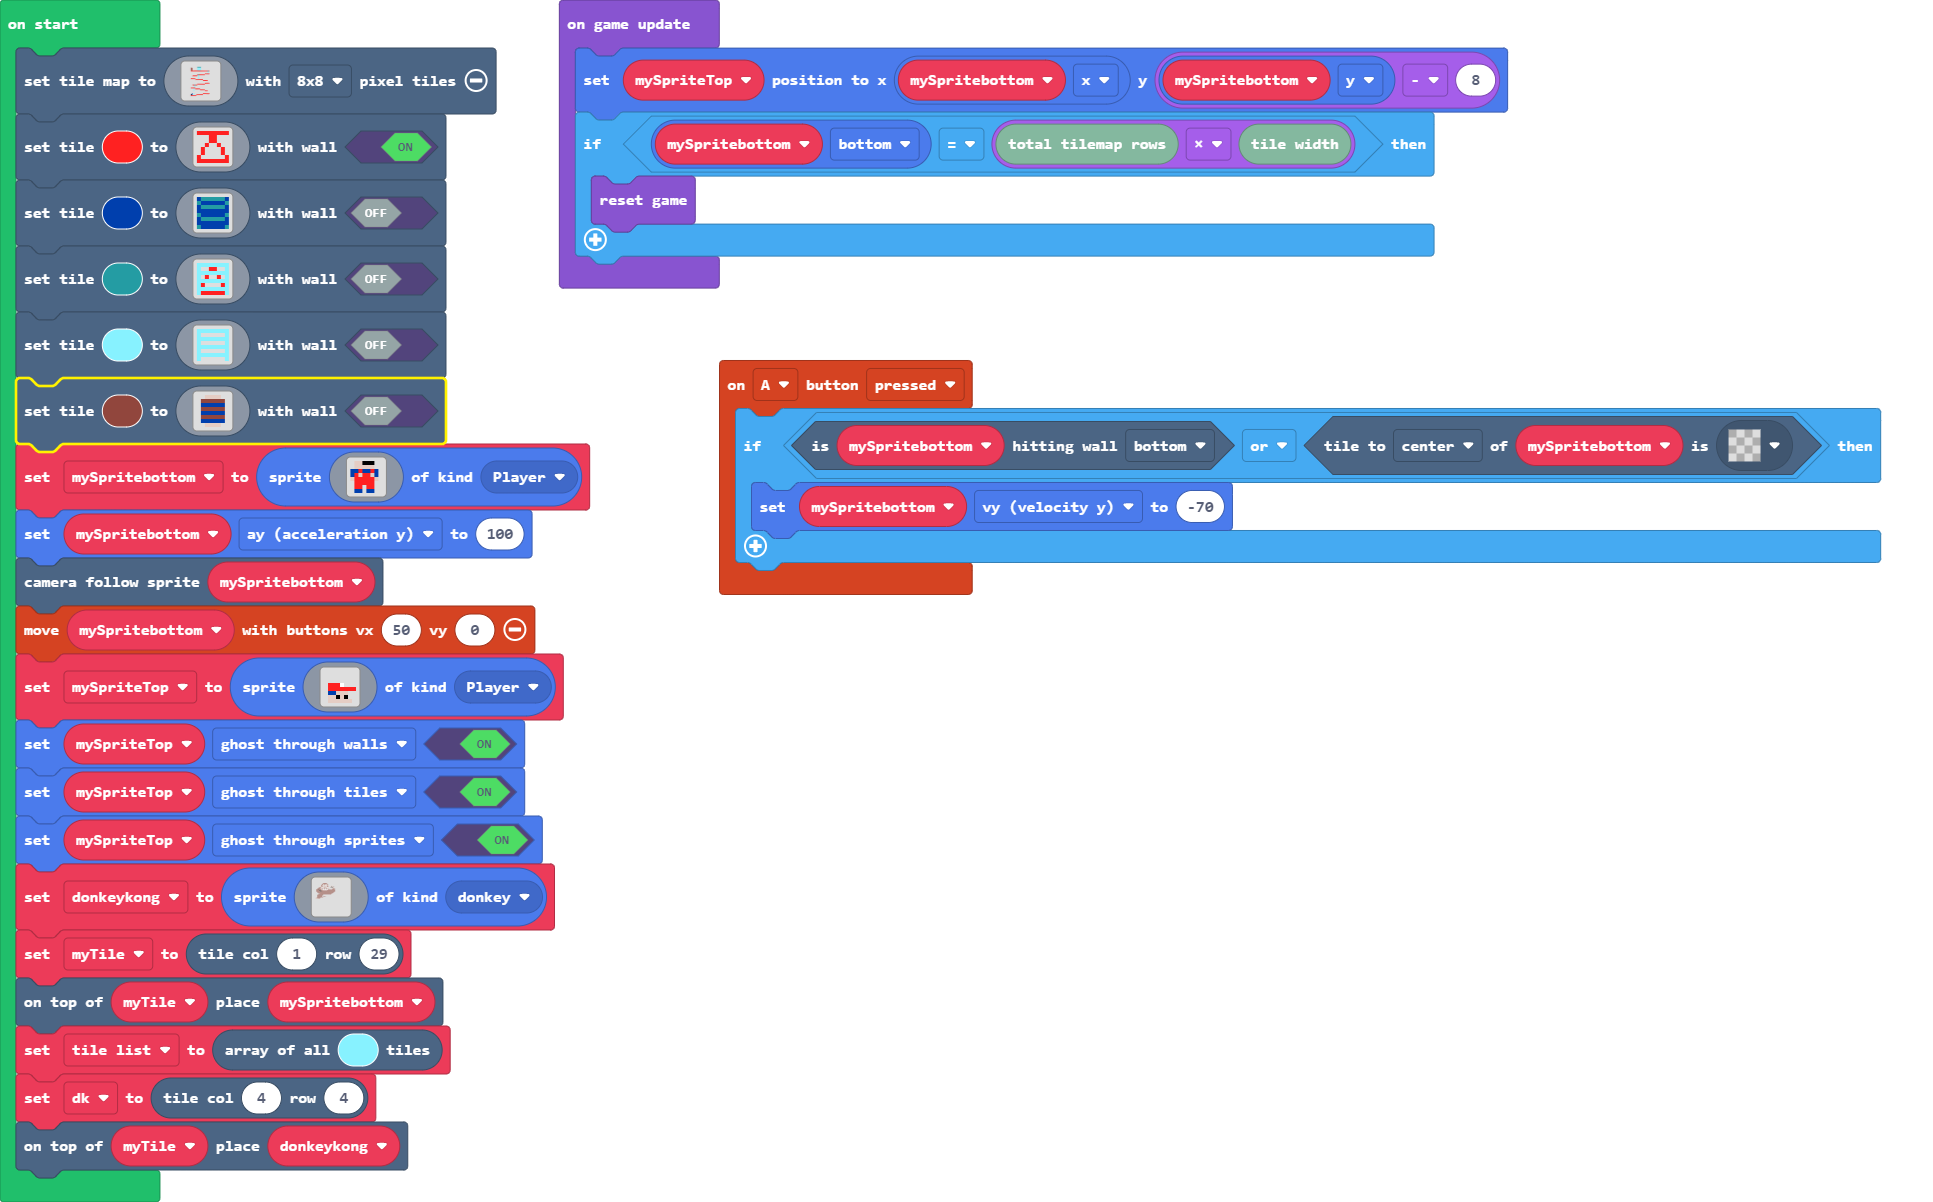 on start
set tile map to with 8x8 pixel tiles
set tile to with wall ON
set tile to with wall OFF
set tile to with wall OFF
set tile to with wall OFF
set tile to with wall OFF
set mySpritebottom to sprite of kind Player
set mySpritebottom ay (acceleration y) to 100
camera follow sprite mySpritebottom
move mySpritebottom with buttons vx 50 vy 0
set mySpriteTop to sprite of kind Player
set mySpriteTop ghost through walls ON
set mySpriteTop ghost through tiles ON
set mySpriteTop ghost through sprites ON
set donkeykong to sprite of kind donkey
set myTile to tile col 1 row 29
on top of myTile place mySpritebottom
set tile list to array of all tiles
set dk to tile col 4 row 4
on top of myTile place donkeykong
on game update
set mySpriteTop position to x mySpritebottom x y mySpritebottom y - 8
if mySpritebottom bottom = total tilemap rows × tile width then
reset game
on A button pressed
if is mySpritebottom hitting wall bottom or tile to center of mySpritebottom is then
set mySpritebottom vy (velocity y) to -70